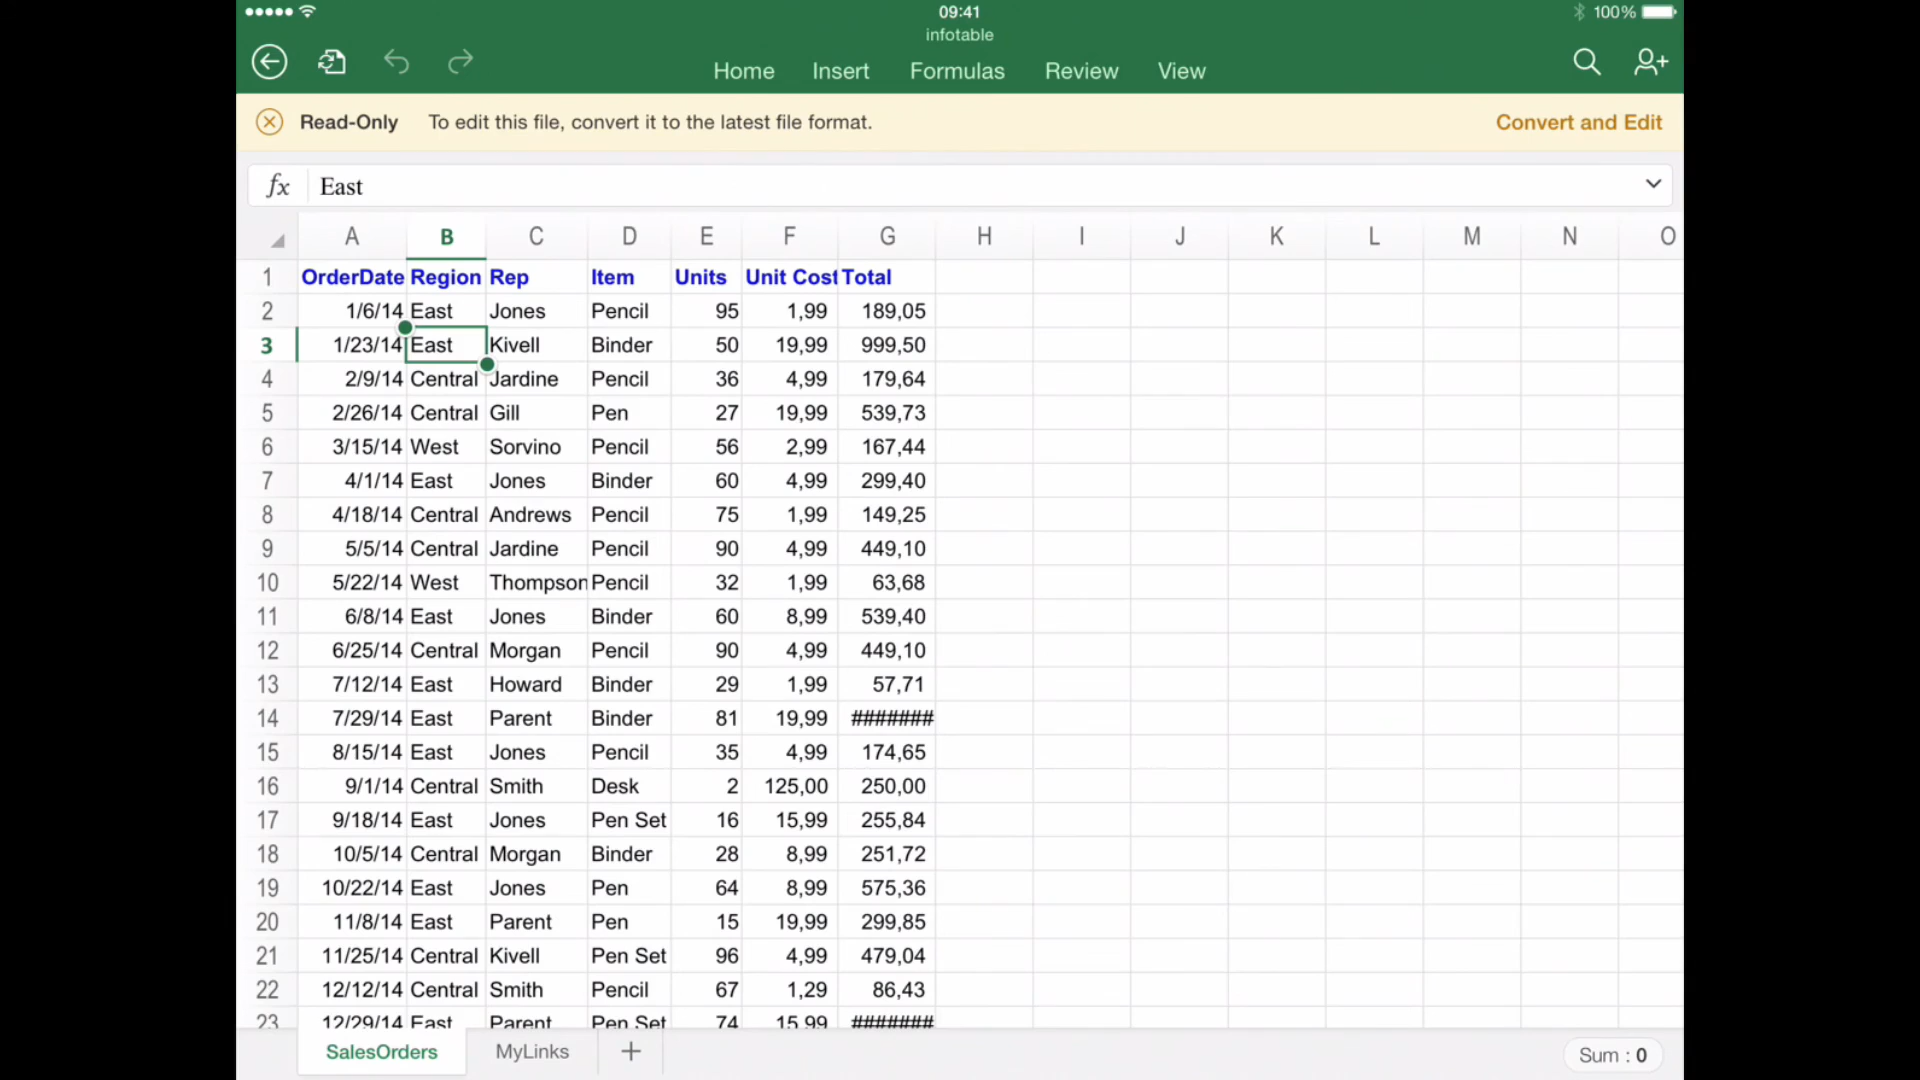 09:41
100%
infotable
Home Insert Formulas Review View
Read-Only To edit this file, convert it to the latest file format. Convert and Edit
fx East
A B C D E F G H I J K L M N O
1 OrderDate Region Rep Item Units Unit Cost Total
2 1/6/14 East Jones Pencil 95 1,99 189,05
3 1/23/14 East Kivell Binder 50 19,99 999,50
4 2/9/14 Central Jardine Pencil 36 4,99 179,64
5 2/26/14 Central Gill Pen 27 19,99 539,73
6 3/15/14 West Sorvino Pencil 56 2,99 167,44
7 4/1/14 East Jones Binder 60 4,99 299,40
8 4/18/14 Central Andrews Pencil 75 1,99 149,25
9 5/5/14 Central Jardine Pencil 90 4,99 449,10
10 5/22/14 West Thompson Pencil 32 1,99 63,68
11 6/8/14 East Jones Binder 60 8,99 539,40
12 6/25/14 Central Morgan Pencil 90 4,99 449,10
13 7/12/14 East Howard Binder 29 1,99 57,71
14 7/29/14 East Parent Binder 81 19,99 #######
15 8/15/14 East Jones Pencil 35 4,99 174,65
16 9/1/14 Central Smith Desk 2 125,00 250,00
17 9/18/14 East Jones Pen Set 16 15,99 255,84
18 10/5/14 Central Morgan Binder 28 8,99 251,72
19 10/22/14 East Jones Pen 64 8,99 575,36
20 11/8/14 East Parent Pen 15 19,99 299,85
21 11/25/14 Central Kivell Pen Set 96 4,99 479,04
22 12/12/14 Central Smith Pencil 67 1,29 86,43
23 12/29/14 East Parent Pen Set 74 15,99 #######
SalesOrders MyLinks + Sum : 0